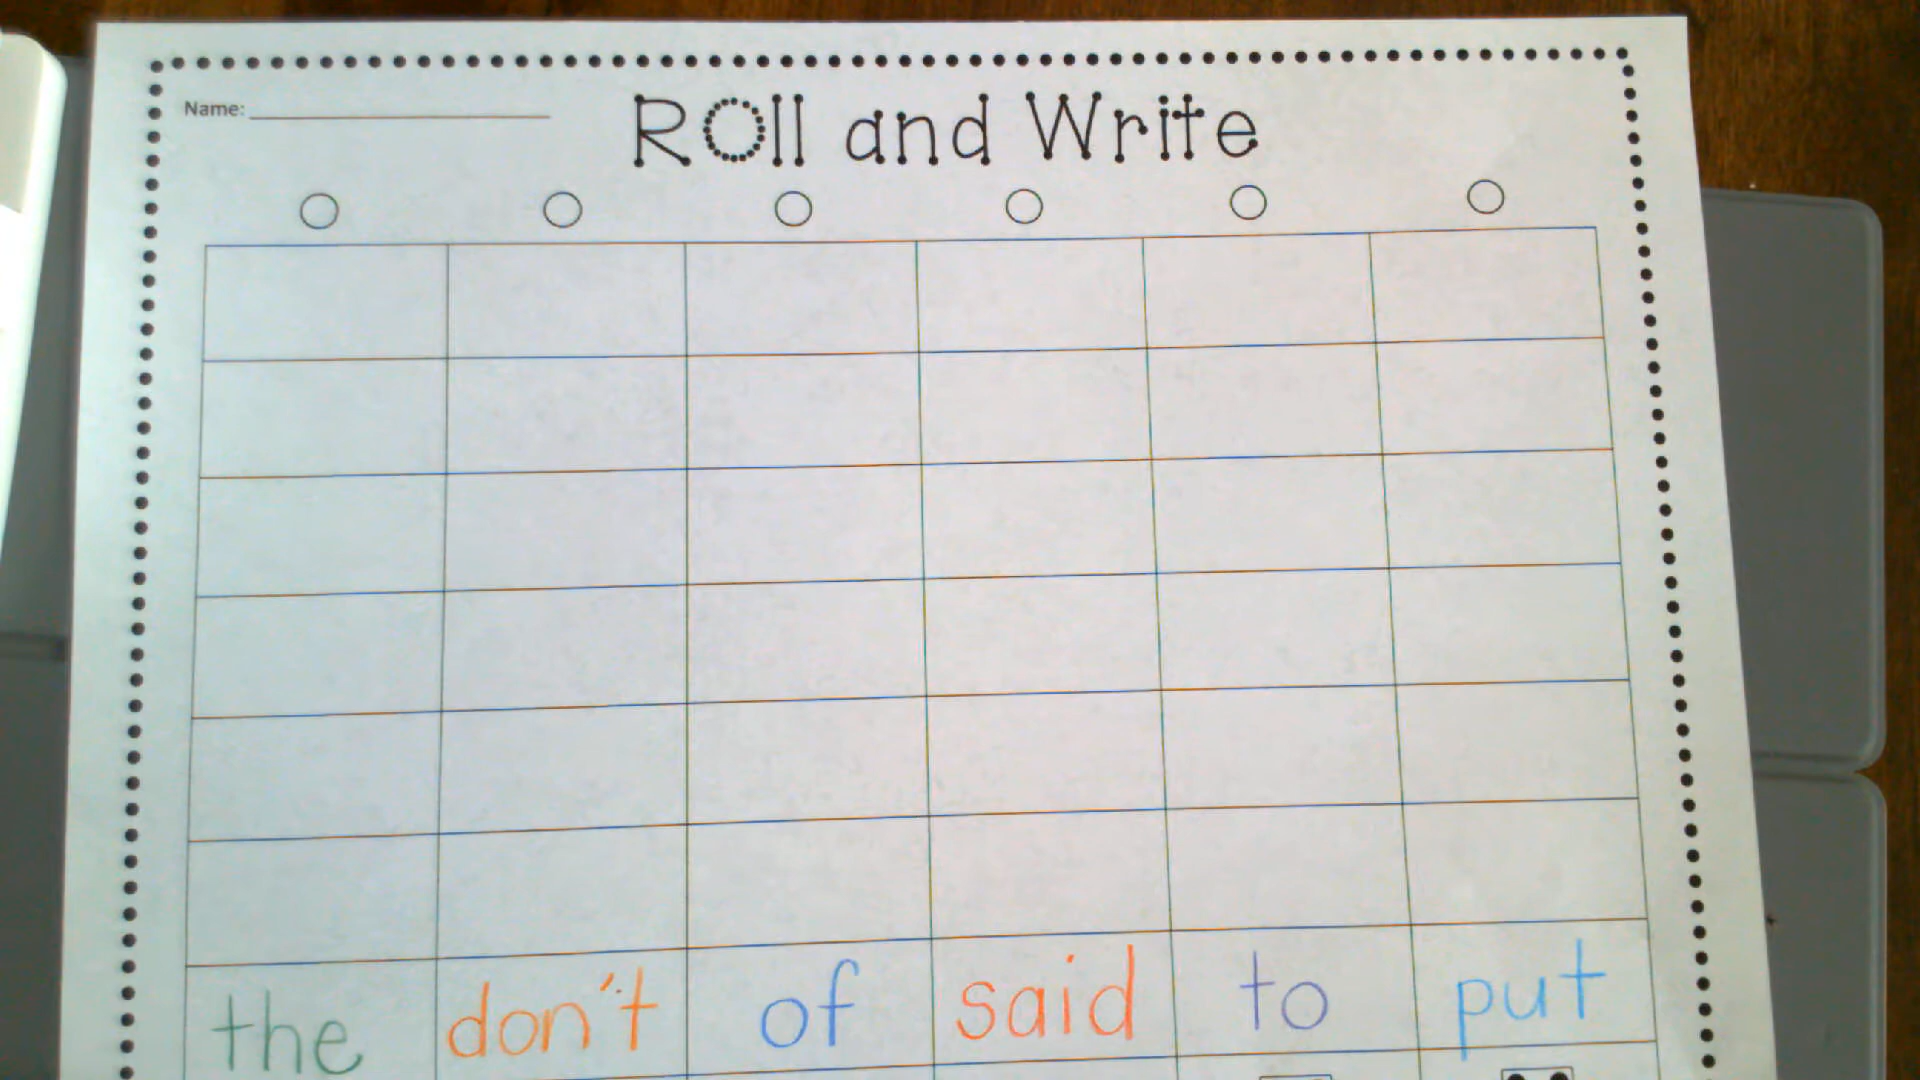 Name:
Roll and Write
the don't of said to put